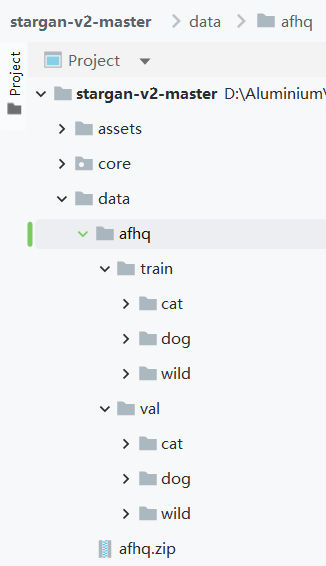 stargan-v2-master > data > afhq
Project
Project
stargan-v2-master D:\Aluminium\
assets
core
data
afhq
train
cat
dog
wild
val
cat
dog
wild
afhq.zip